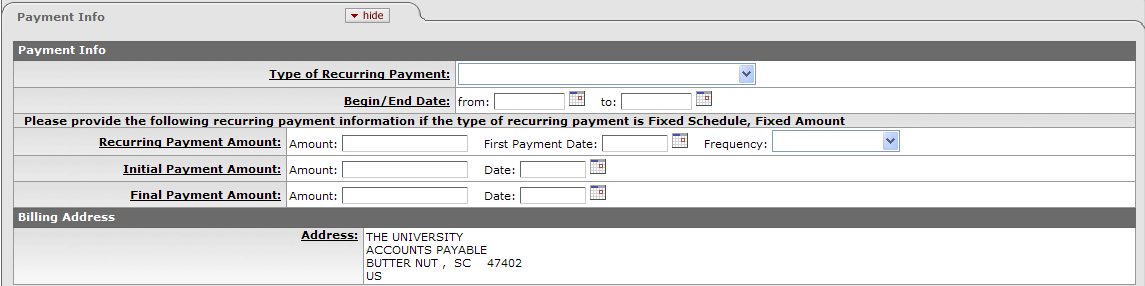 Payment Info
hide
Payment Info
Type of Recurring Payment:
Begin/End Date: from: to:
Please provide the following recurring payment information if the type of recurring payment is Fixed Schedule, Fixed Amount
Recurring Payment Amount: Amount: First Payment Date: Frequency:
Initial Payment Amount: Amount: Date:
Final Payment Amount: Amount: Date:
Billing Address
Address: THE UNIVERSITY
ACCOUNTS PAYABLE
BUTTER NUT , SC 47402
US